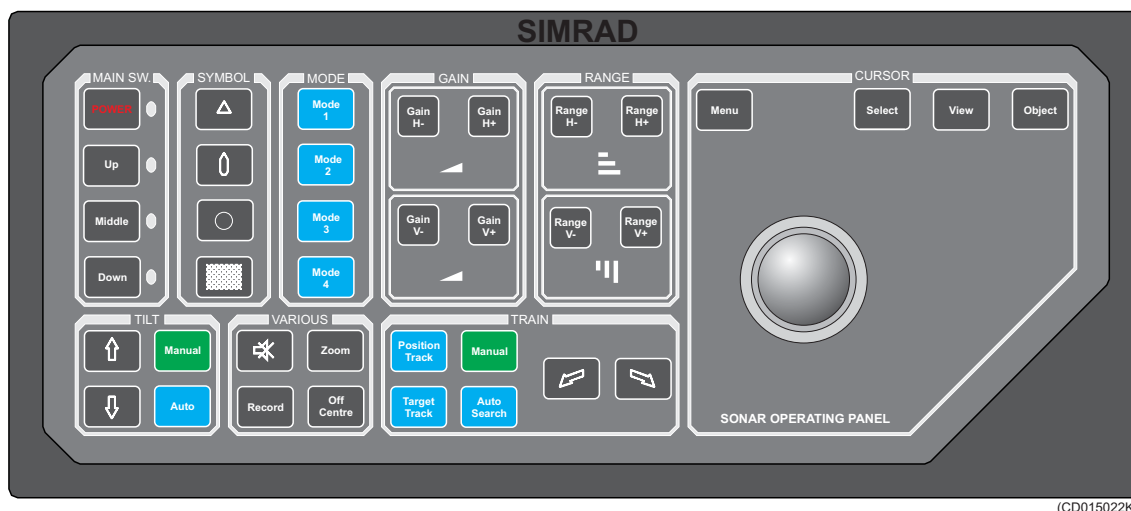 SIMRAD
MAIN SW.
POWER
Up
Middle
Down
SYMBOL
MODE
Mode
1
Mode
2
Mode
3
Mode
4
GAIN
Gain
H-
Gain
H+
Gain
V-
Gain
V+
RANGE
Range
H-
Range
H+
Range
V-
Range
V+
CURSOR
Menu
Select
View
Object
TILT
Manual
Auto
VARIOUS
Zoom
Record
Off
Centre
TRAIN
Position
Track
Manual
Target
Track
Auto
Search
SONAR OPERATING PANEL
(CD015022K